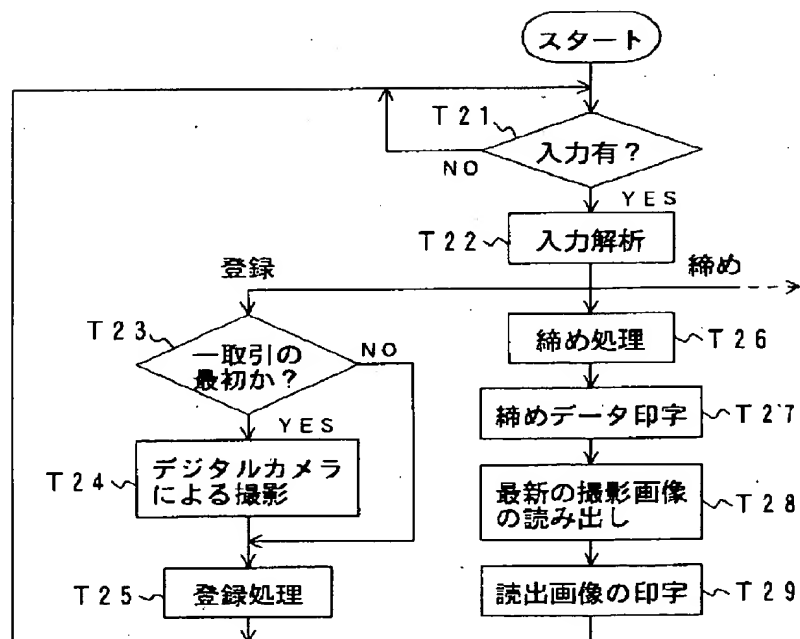 スタート
T21
入力有?
NO
YES
T22
入力解析
登録
締め
T23
一取引の
最初か?
NO
YES
T24
デジタルカメラ
による撮影
T25
登録処理
締め処理
T26
締めデータ印字
T27
最新の撮影画像
の読み出し
T28
読出画像の印字
T29